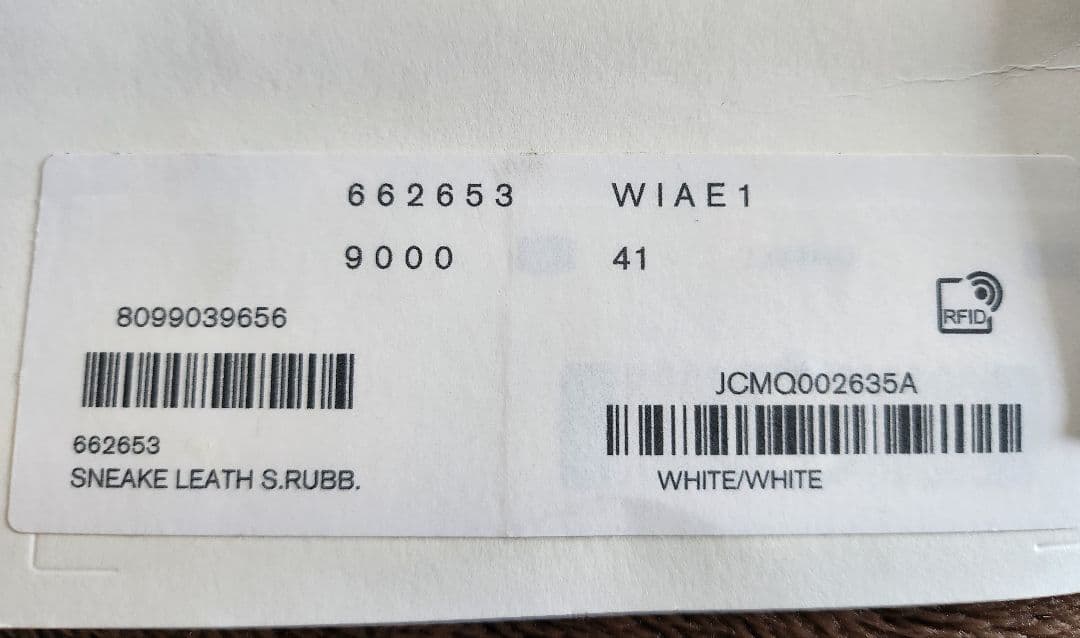 662653 WIAE1
9000 41
8099039656
RFID
JCMQ002635A
662653
SNEAKE LEATH S.RUBB.
WHITE/WHITE